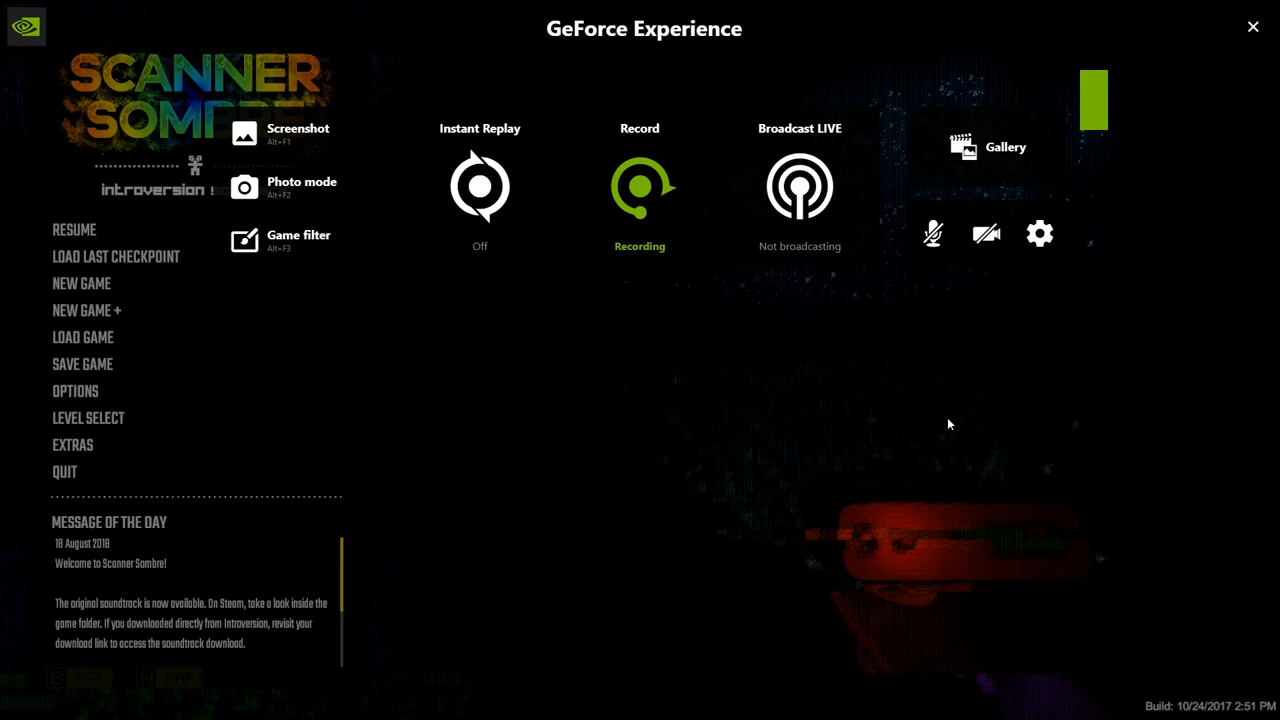 GeForce Experience
SCANNER
SOMBRE
introversion
Screenshot
Alt+F1
Photo mode
Alt+F2
Game filter
Alt+F3
Instant Replay
Off
Record
Recording
Broadcast LIVE
Not broadcasting
Gallery
RESUME
LOAD LAST CHECKPOINT
NEW GAME
NEW GAME +
LOAD GAME
SAVE GAME
OPTIONS
LEVEL SELECT
EXTRAS
QUIT
MESSAGE OF THE DAY
18 August 2018
Welcome to Scanner Sombre!
The original soundtrack is now available. On Steam, take a look inside the
game folder. If you downloaded directly from Introversion, revisit your
download link to access the soundtrack download.
M MAP
Build: 10/24/2017 2:51 PM